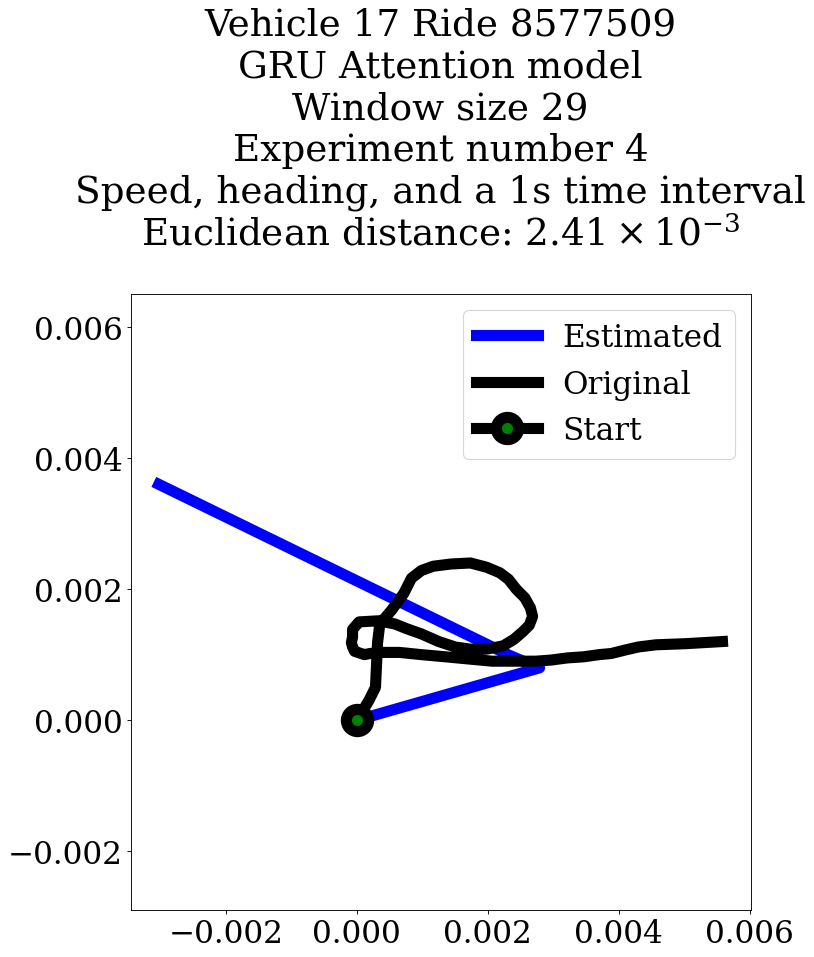 Vehicle 17 Ride 8577509
GRU Attention model
Window size 29
Experiment number 4
Speed, heading, and a 1s time interval
Euclidean distance: 2.41 × 10⁻³
Estimated
Original
Start
0.006
0.004
0.002
0.000
−0.002
−0.002 0.000 0.002 0.004 0.006